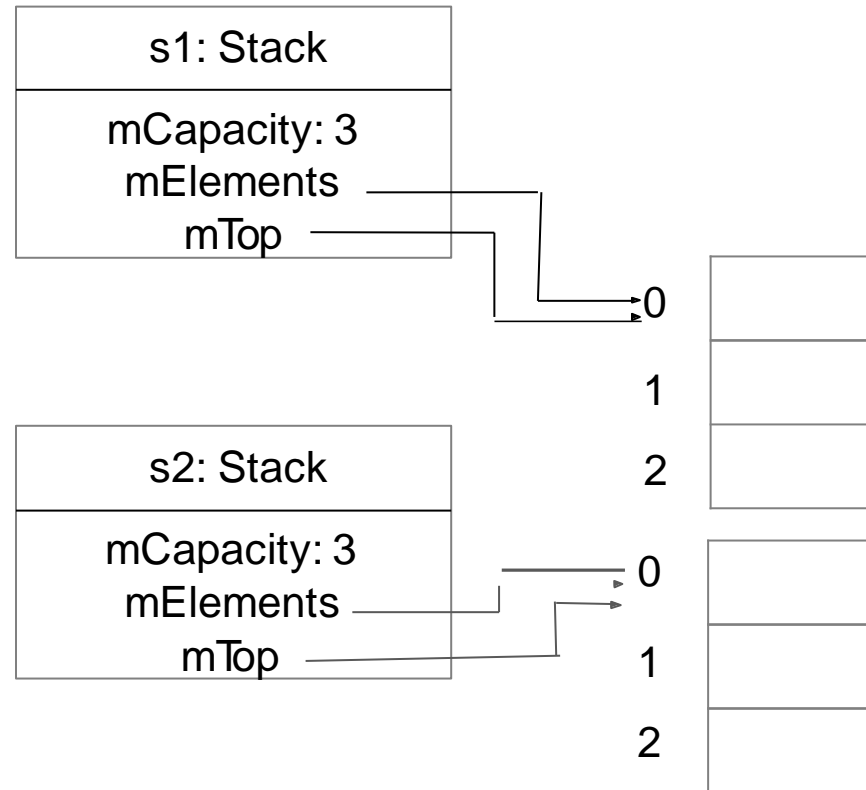 s1: Stack
mCapacity: 3
mElements
mTop
0
1
2
s2: Stack
mCapacity: 3
mElements
mTop
0
1
2